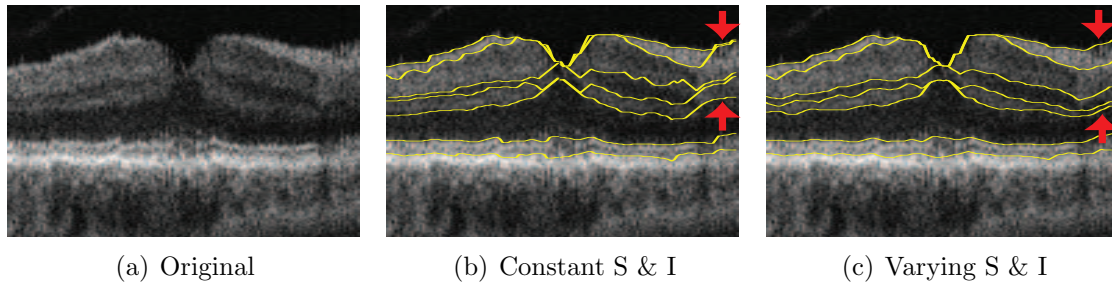 (a) Original
(b) Constant S & I
(c) Varying S & I